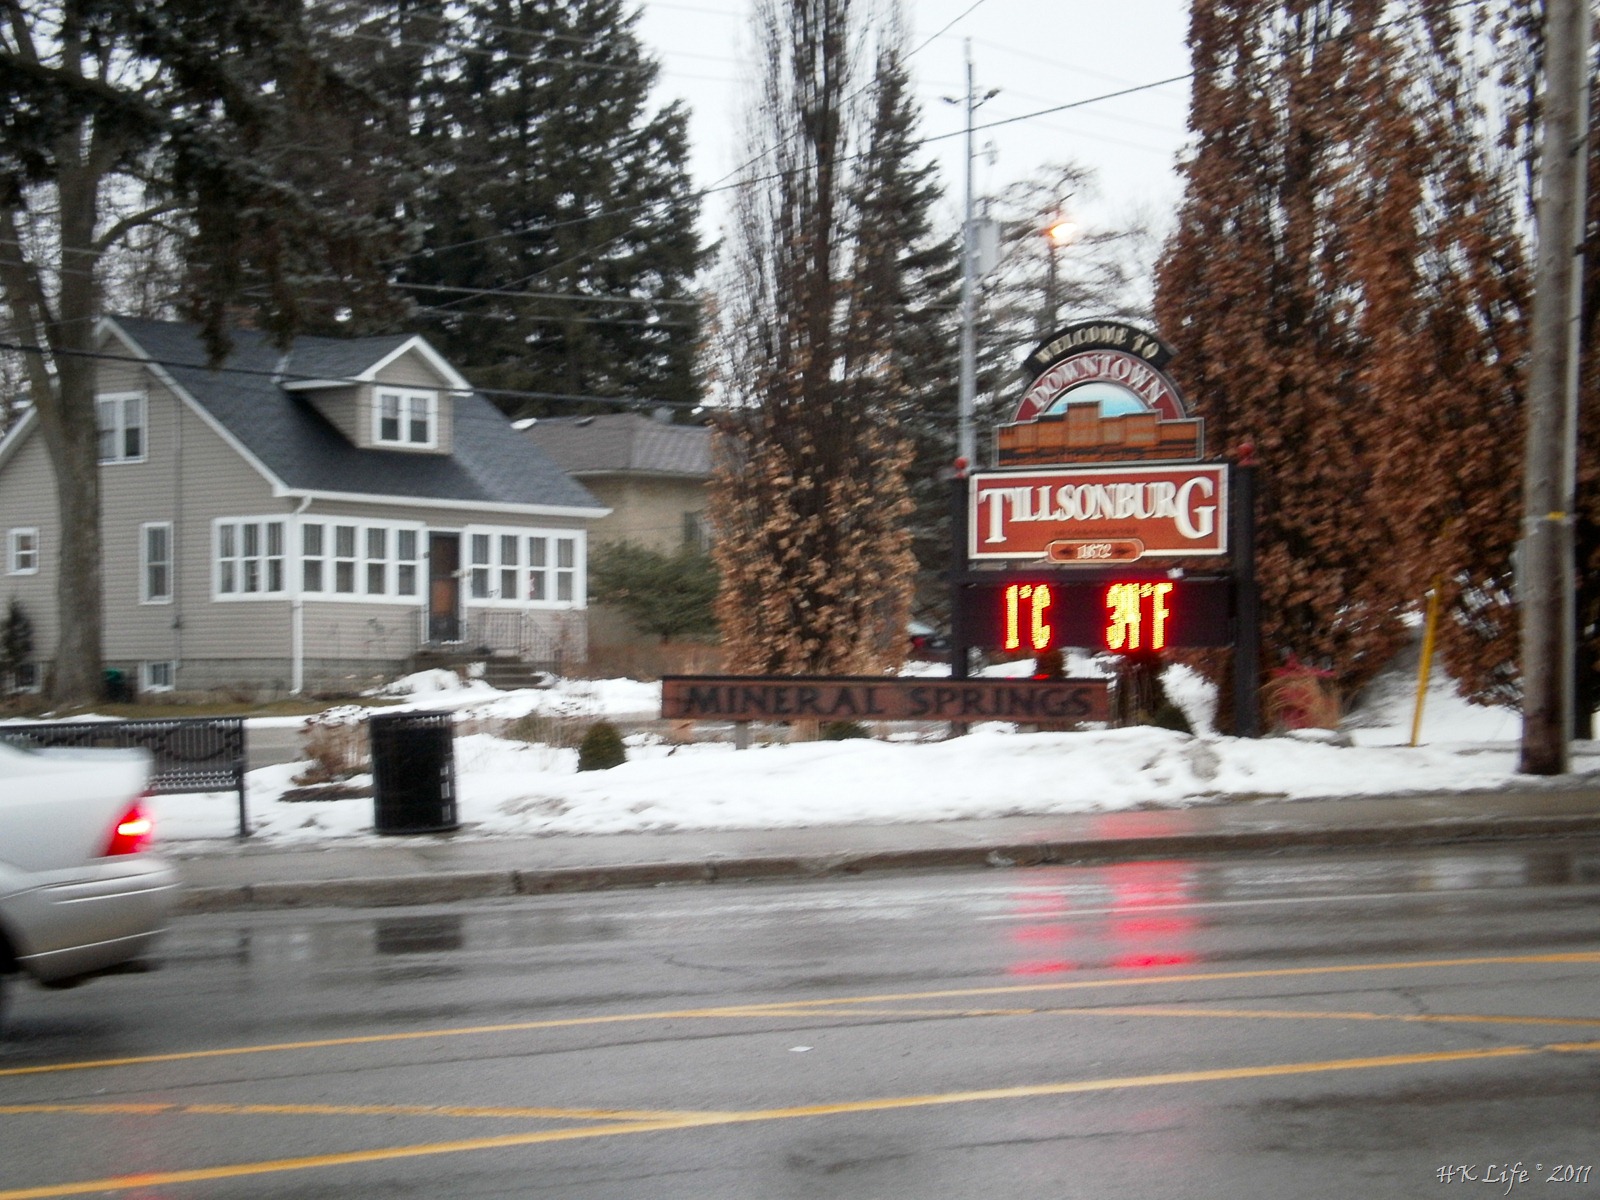 WELCOME TO
DOWNTOWN
TILLSONBURG
1872
1°C 34°F
MINERAL SPRINGS
HK Life © 2011